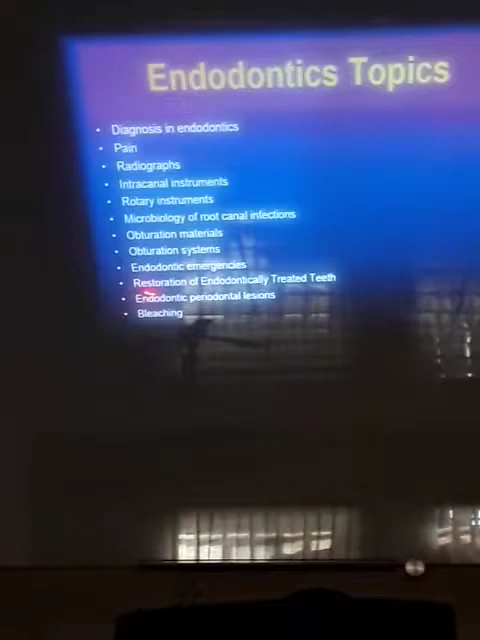 Endodontics Topics
• Diagnosis in endodontics
• Pain
• Radiographs
• Intracanal instruments
• Rotary instruments
• Microbiology of root canal infections
• Obturation materials
• Obturation systems
• Endodontic emergencies
• Restoration of Endodontically Treated Teeth
• Endodontic periodontal lesions
• Bleaching